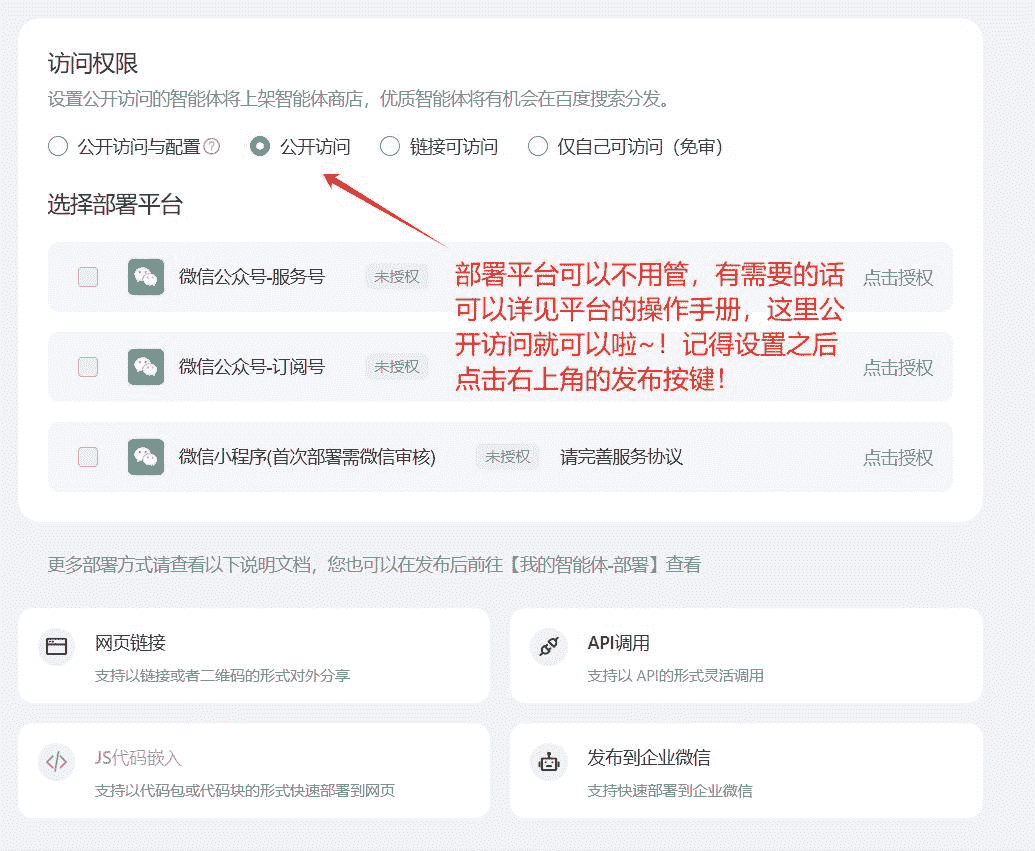 访问权限
设置公开访问的智能体将上架智能体商店，优质智能体将有机会在百度搜索分发。
公开访问与配置? 公开访问 链接可访问 仅自己可访问（免审）
选择部署平台
微信公众号-服务号 未授权 点击授权
微信公众号-订阅号 未授权 点击授权
部署平台可以不用管，有需要的话
可以详见平台的操作手册，这里公
开访问就可以啦~！记得设置之后
点击右上角的发布按键！
微信小程序(首次部署需微信审核) 未授权 请完善服务协议 点击授权
更多部署方式请查看以下说明文档，您也可以在发布后前往【我的智能体-部署】查看
网页链接
支持以链接或者二维码的形式对外分享
API调用
支持以 API的形式灵活调用
JS代码嵌入
支持以代码包或代码块的形式快速部署到网页
发布到企业微信
支持快速部署到企业微信